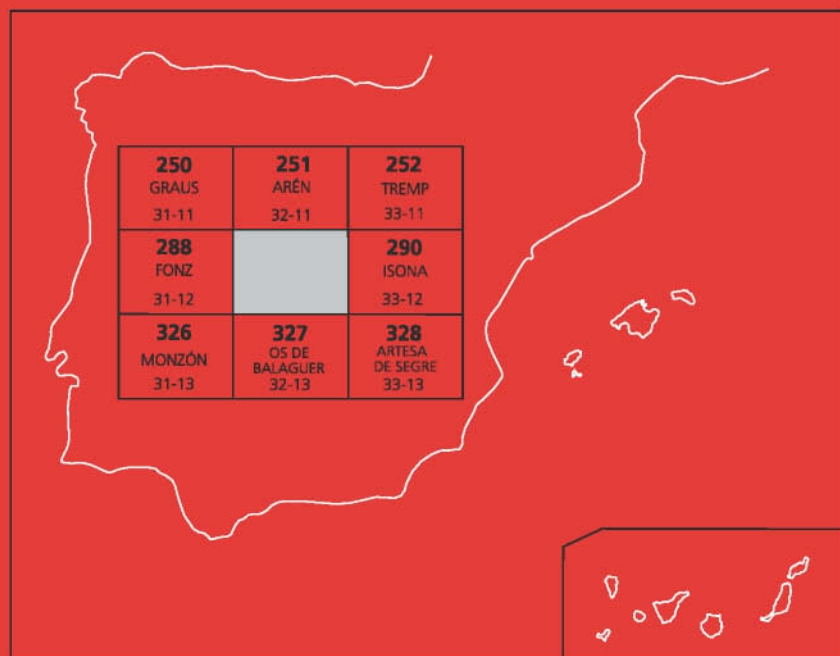 250
GRAUS
31-11
251
ARÉN
32-11
252
TREMP
33-11
288
FONZ
31-12
290
ISONA
33-12
326
MONZÓN
31-13
327
OS DE
BALAGUER
32-13
328
ARTESA
DE SEGRE
33-13